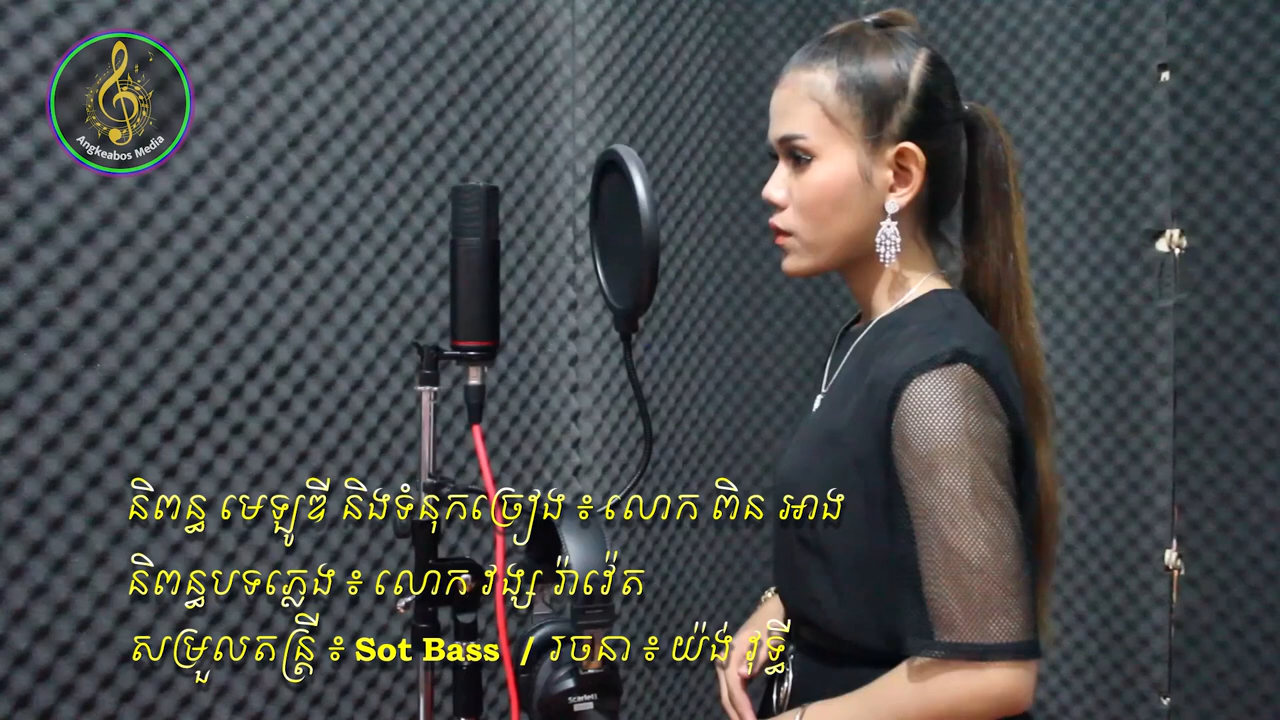 Angkeabos Media
និពន្ធ មេឡូឌី និងទំនុកច្រៀង ៖ លោក ពិន អាង
និពន្ធបទភ្លេង ៖ លោក វង្ស រ៉ាវ៉េត
សម្រួលតន្ត្រី ៖ Sot Bass / រចនា ៖ យ៉ង់ វុទ្ធី
Scarlett